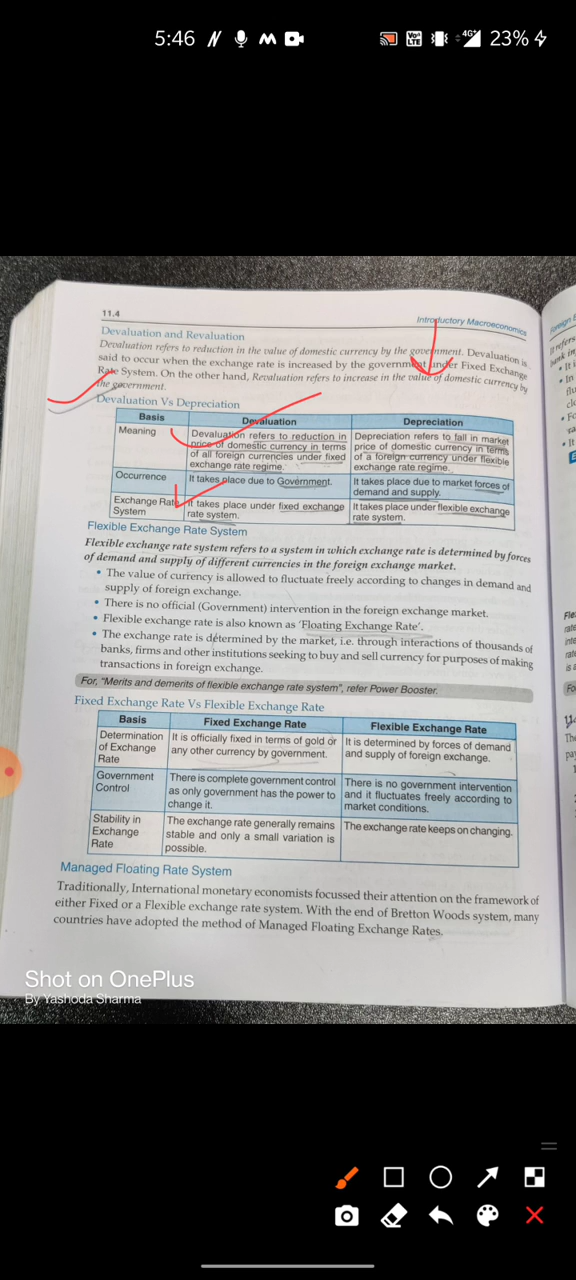 5:46
Vo LTE
4G+
23%
11.4
Introductory Macroeconomics
Devaluation and Revaluation
Devaluation refers to reduction in the value of domestic currency by the government. Devaluation is
said to occur when the exchange rate is increased by the government under Fixed Exchange
Rate System. On the other hand, Revaluation refers to increase in the value of domestic currency by
the government.
Devaluation Vs Depreciation
Basis Devaluation Depreciation
Meaning Devaluation refers to reduction in Depreciation refers to fall in market
price of domestic currency in terms price of domestic currency in terms
of all foreign currencies under fixed of a foreign currency under flexible
exchange rate regime. exchange rate regime.
Occurrence It takes place due to Government. It takes place due to market forces of
demand and supply.
Exchange Rate It takes place under fixed exchange It takes place under flexible exchange
System rate system. rate system.
Flexible Exchange Rate System
Flexible exchange rate system refers to a system in which exchange rate is determined by forces
of demand and supply of different currencies in the foreign exchange market.
• The value of currency is allowed to fluctuate freely according to changes in demand and
supply of foreign exchange.
• There is no official (Government) intervention in the foreign exchange market.
• Flexible exchange rate is also known as 'Floating Exchange Rate'.
• The exchange rate is determined by the market, i.e. through interactions of thousands of
banks, firms and other institutions seeking to buy and sell currency for purposes of making
transactions in foreign exchange.
For, "Merits and demerits of flexible exchange rate system", refer Power Booster.
Fixed Exchange Rate Vs Flexible Exchange Rate
Basis Fixed Exchange Rate Flexible Exchange Rate
Determination It is officially fixed in terms of gold or It is determined by forces of demand
of Exchange any other currency by government. and supply of foreign exchange.
Rate
Government There is complete government control There is no government intervention
Control as only government has the power to and it fluctuates freely according to
change it. market conditions.
Stability in The exchange rate generally remains The exchange rate keeps on changing.
Exchange stable and only a small variation is
Rate possible.
Managed Floating Rate System
Traditionally, International monetary economists focussed their attention on the framework of
either Fixed or a Flexible exchange rate system. With the end of Bretton Woods system, many
countries have adopted the method of Managed Floating Exchange Rates.
Shot on OnePlus
By Yashoda Sharma